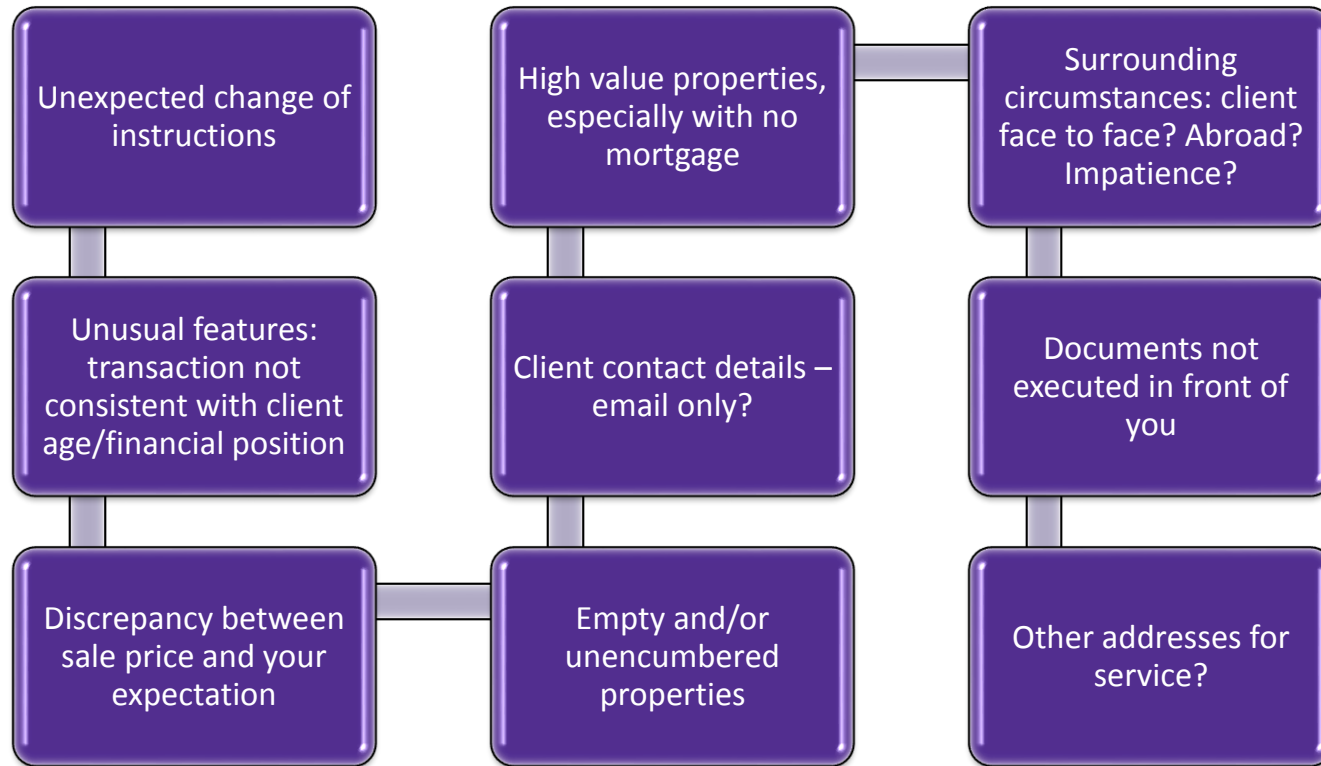 Unexpected change of
instructions
Unusual features:
transaction not
consistent with client
age/financial position
Discrepancy between
sale price and your
expectation
Empty and/or
unencumbered
properties
Client contact details –
email only?
High value properties,
especially with no
mortgage
Surrounding
circumstances: client
face to face? Abroad?
Impatience?
Documents not
executed in front of
you
Other addresses for
service?